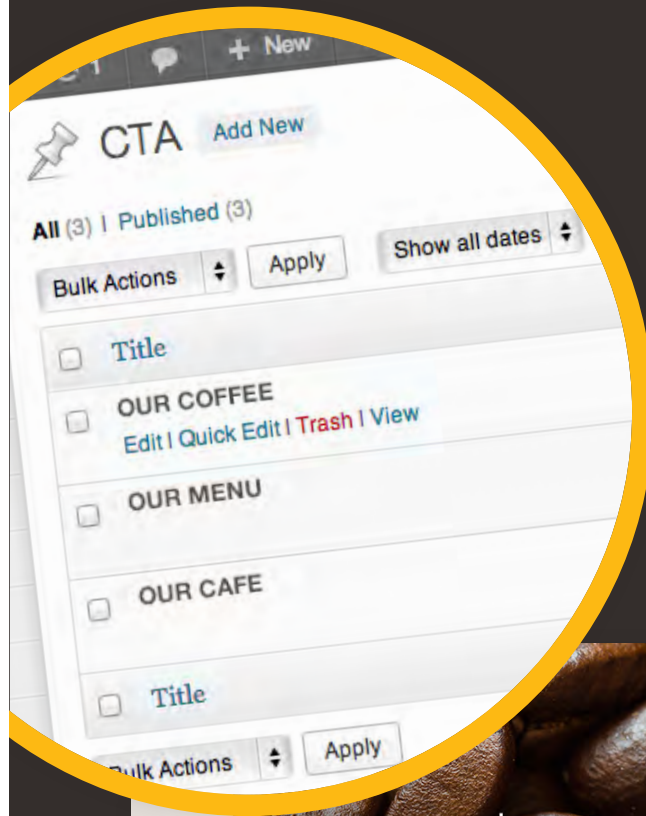 1 + New
CTA Add New
All (3) | Published (3)
Bulk Actions Apply Show all dates
Title
OUR COFFEE
Edit | Quick Edit | Trash | View
OUR MENU
OUR CAFE
Title
Bulk Actions Apply